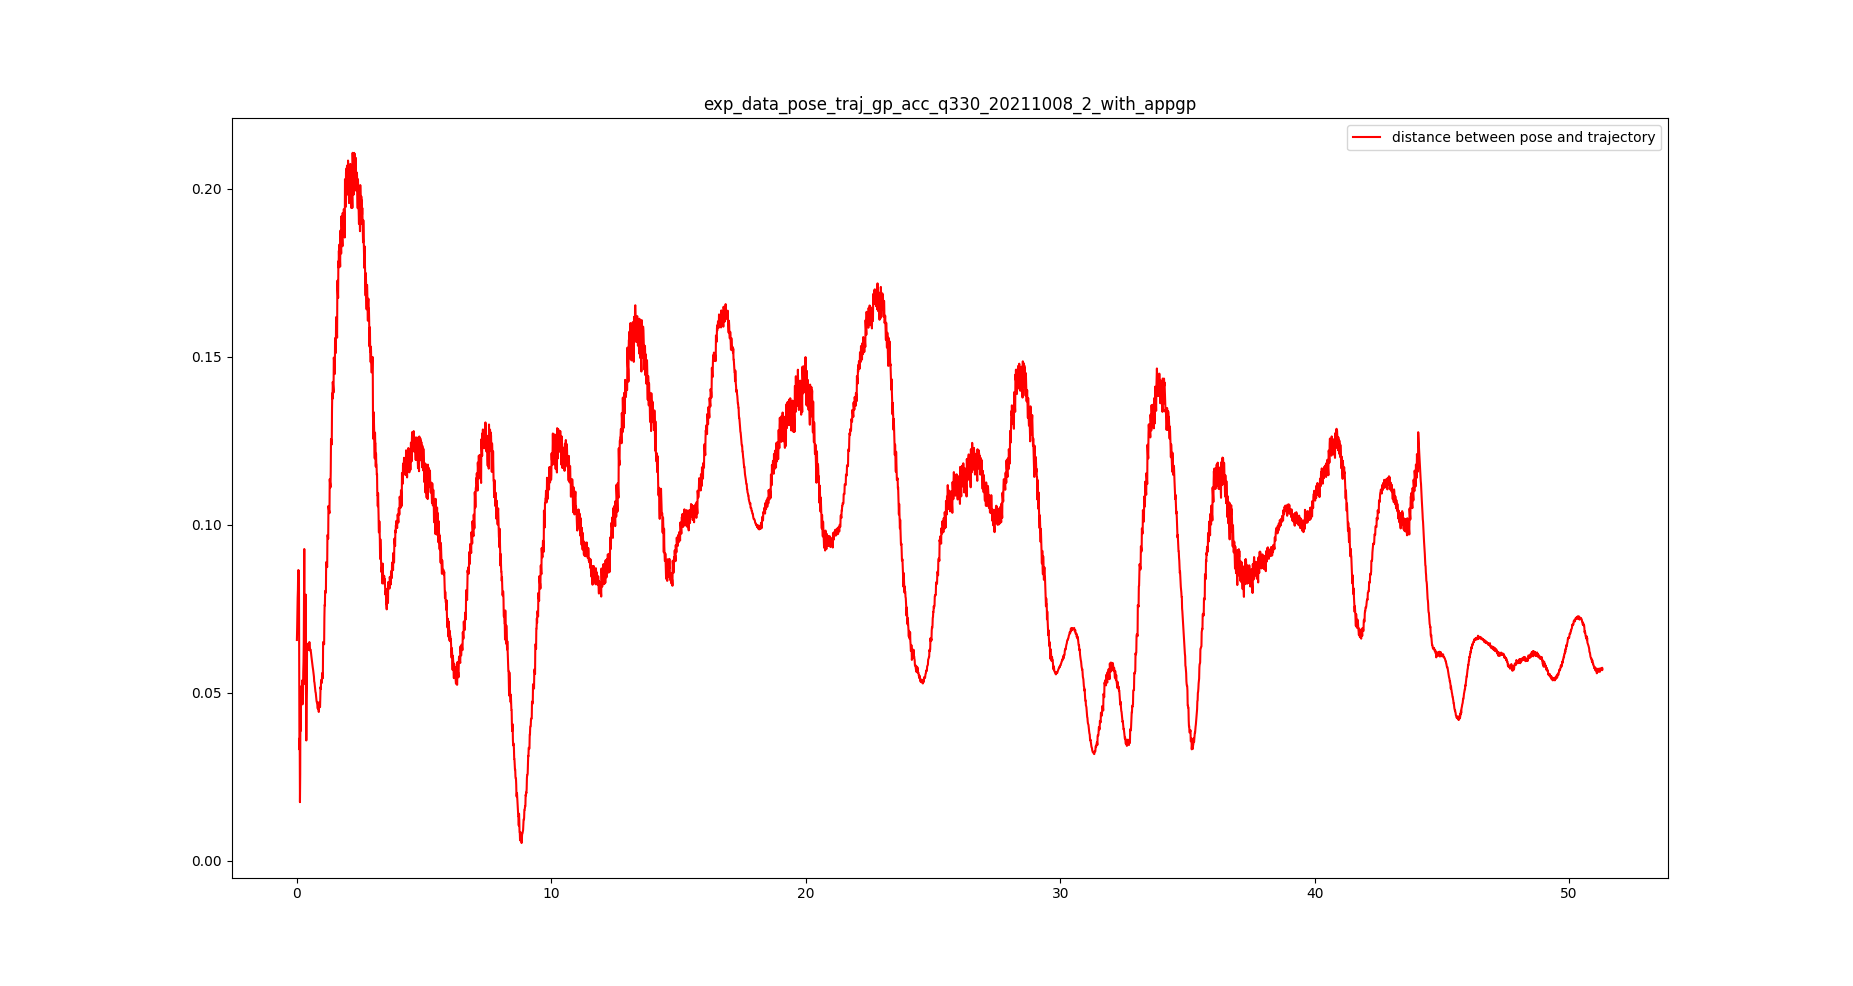 exp_data_pose_traj_gp_acc_q330_20211008_2_with_appgp
distance between pose and trajectory
0.20
0.15
0.10
0.05
0.00
0 10 20 30 40 50